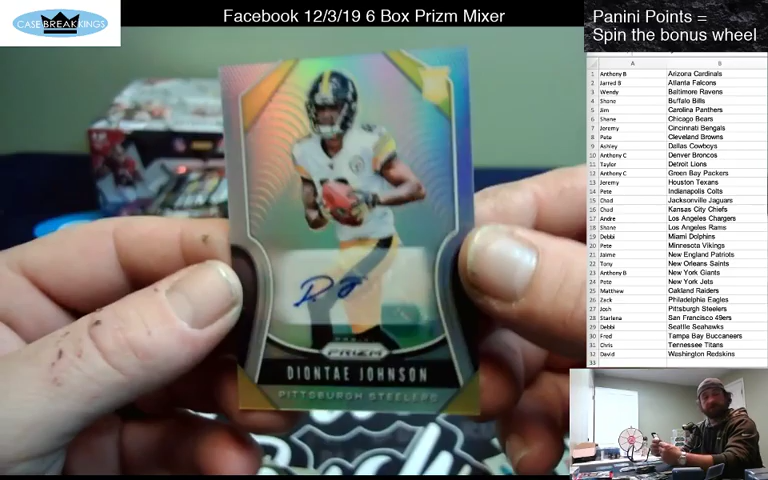 CASE BREAK KINGS
Facebook 12/3/19 6 Box Prizm Mixer
Panini Points =
Spin the bonus wheel
PRIZM
DIONTAE JOHNSON
PITTSBURGH STEELERS
A B
1 Anthony B Arizona Cardinals
2 Jarred B Atlanta Falcons
3 Wendy Baltimore Ravens
4 Shane Buffalo Bills
5 Jim Carolina Panthers
6 Shane Chicago Bears
7 Jeremy Cincinnati Bengals
8 Pete Cleveland Browns
9 Ashley Dallas Cowboys
10 Anthony C Denver Broncos
11 Taylor Detroit Lions
12 Anthony C Green Bay Packers
13 Jeremy Houston Texans
14 Pete Indianapolis Colts
15 Chad Jacksonville Jaguars
16 Chad Kansas City Chiefs
17 Andre Los Angeles Chargers
18 Shane Los Angeles Rams
19 Debbi Miami Dolphins
20 Pete Minnesota Vikings
21 Jaime New England Patriots
22 Tony New Orleans Saints
23 Anthony B New York Giants
24 Pete New York Jets
25 Matthew Oakland Raiders
26 Zack Philadelphia Eagles
27 Josh Pittsburgh Steelers
28 Starlena San Francisco 49ers
29 Debbi Seattle Seahawks
30 Fred Tampa Bay Buccaneers
31 Chris Tennessee Titans
32 David Washington Redskins
33